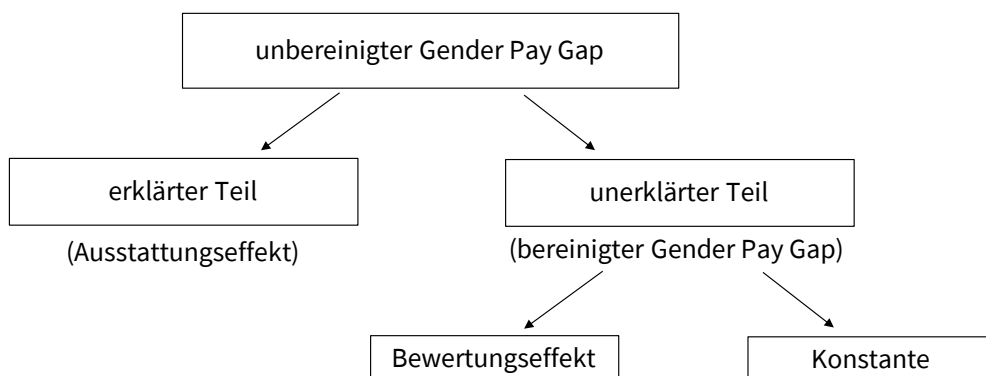 unbereinigter Gender Pay Gap
erklärter Teil
unerklärter Teil
(Ausstattungseffekt)
(bereinigter Gender Pay Gap)
Bewertungseffekt
Konstante